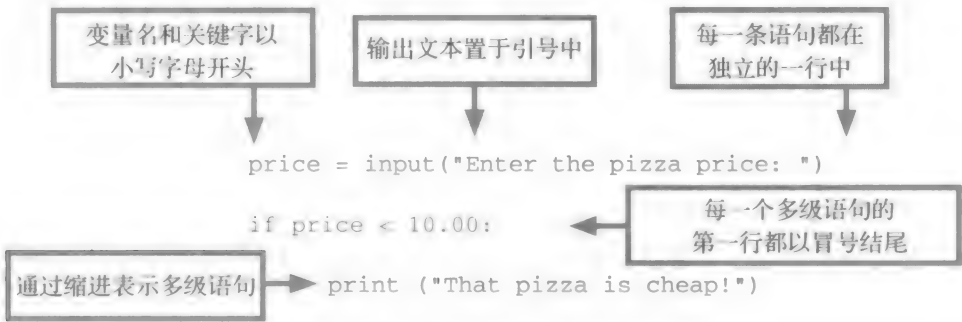 变量名和关键字以
小写字母开头
输出文本置于引号中
每一条语句都在
独立的一行中
price = input("Enter the pizza price: ")
if price < 10.00:
每一个多级语句的
第一行都以冒号结尾
通过缩进表示多级语句
print ("That pizza is cheap!")